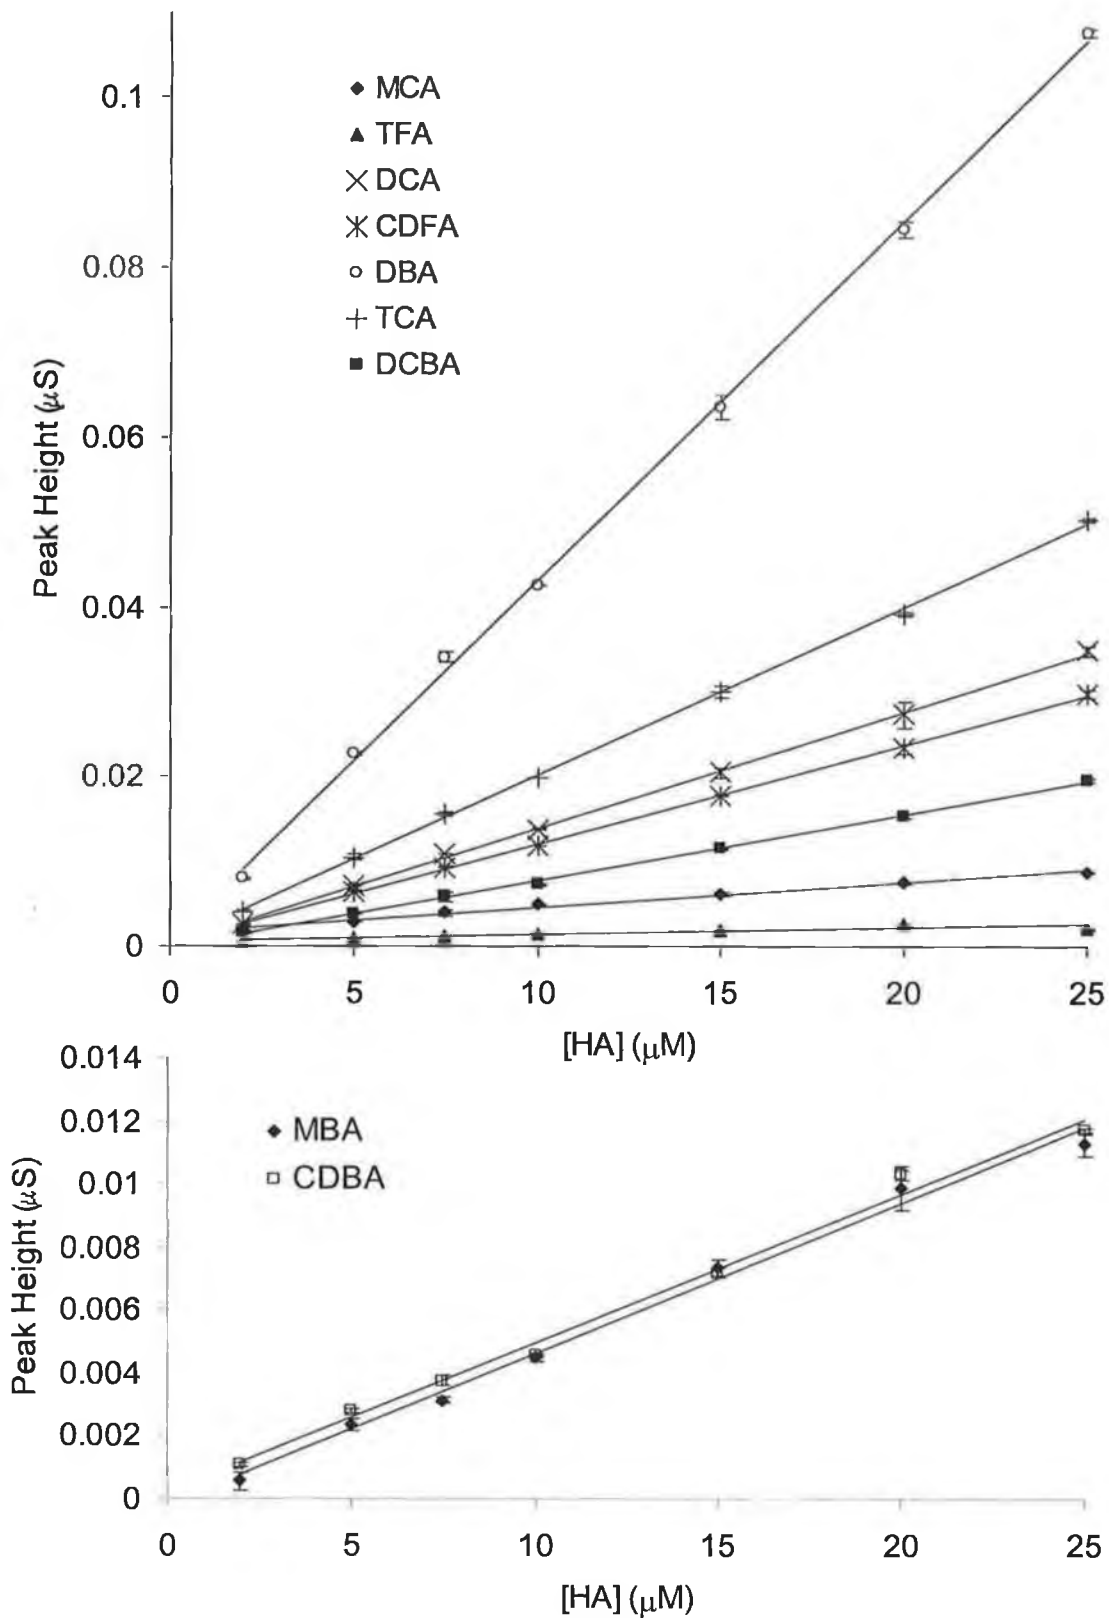 0.1
0.08
0.06
0.04
0.02
0
Peak Height (μS)
MCA
TFA
DCA
CDFA
DBA
TCA
DCBA
0 5 10 15 20 25
[HA] (μM)
0.014
0.012
0.01
0.008
0.006
0.004
0.002
0
Peak Height (μS)
MBA
CDBA
0 5 10 15 20 25
[HA] (μM)